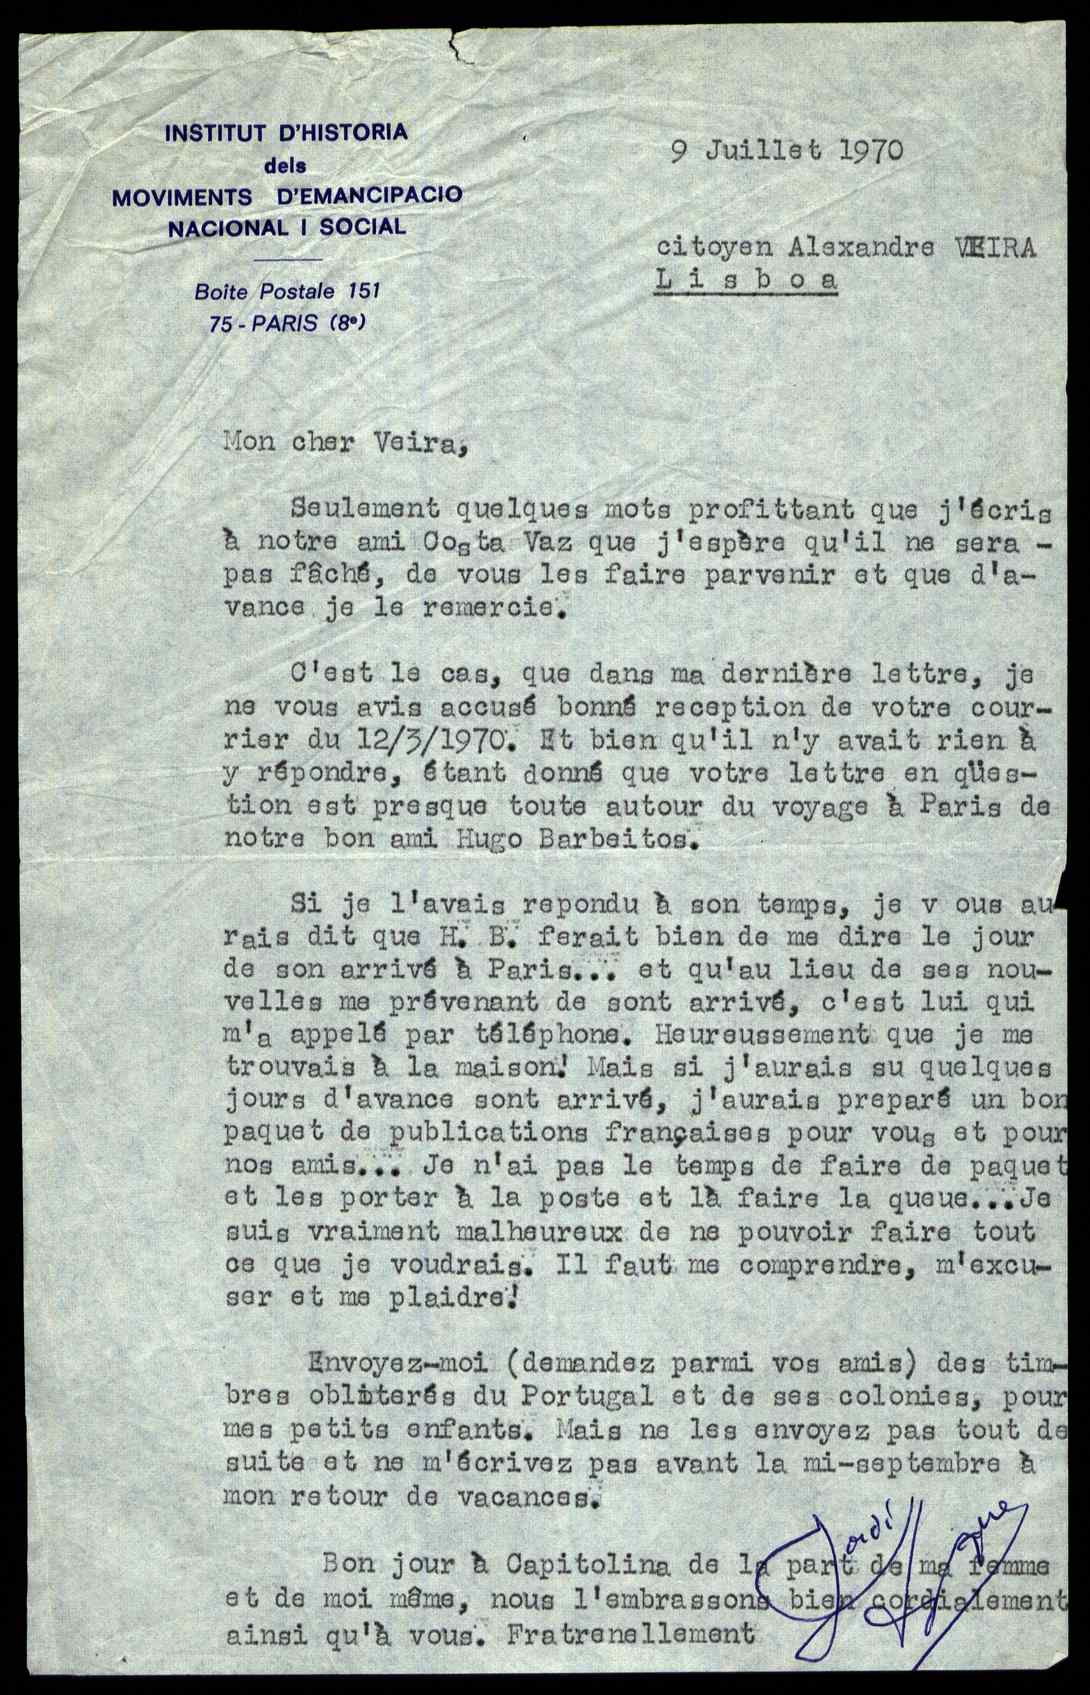 INSTITUT D'HISTORIA
dels
MOVIMENTS D'EMANCIPACIO
NACIONAL I SOCIAL
Boîte Postale 151
75 - PARIS (8e)
9 Juillet 1970
citoyen Alexandre VEIRA
L i s b o a
Mon cher Veira,
Seulement quelques mots profittant que j'écris
à notre ami Costa Vaz que j'espère qu'il ne sera -
pas fâché, de vous les faire parvenir et que d'a-
vance je le remercie.
C'est le cas, que dans ma dernière lettre, je
ne vous avis accusé bonné reception de votre cour-
rier du 12/3/1970. Et bien qu'il n'y avait rien à
y répondre, étant donné que votre lettre en qües-
tion est presque toute autour du voyage à Paris de
notre bon ami Hugo Barbeitos.
Si je l'avais repondu à son temps, je v ous au-
rais dit que H. B. ferait bien de me dire le jour
de son arrivé à Paris... et qu'au lieu de ses nou-
velles me prévenant de sont arrivé, c'est lui qui
m'a appelé par téléphone. Heureussement que je me
trouvais à la maison! Mais si j'aurais su quelques
jours d'avance sont arrivé, j'aurais preparé un bon
paquet de publications françaises pour vous et pour
nos amis... Je n'ai pas le temps de faire de paquet
et les porter à la poste et là faire la queue...Je
suis vraiment malheureux de ne pouvoir faire tout
ce que je voudrais. Il faut me comprendre, m'excu-
ser et me plaidre!
Envoyez-moi (demandez parmi vos amis) des tim-
bres obliterés du Portugal et de ses colonies, pour
mes petits enfants. Mais ne les envoyez pas tout de
suite et ne m'écrivez pas avant la mi-septembre à
mon retour de vacances.
Bon jour à Capitolina de la part de ma femme
et de moi même, nous l'embrassons bien cordialement
ainsi qu'à vous. Fratrenellement
Jordi